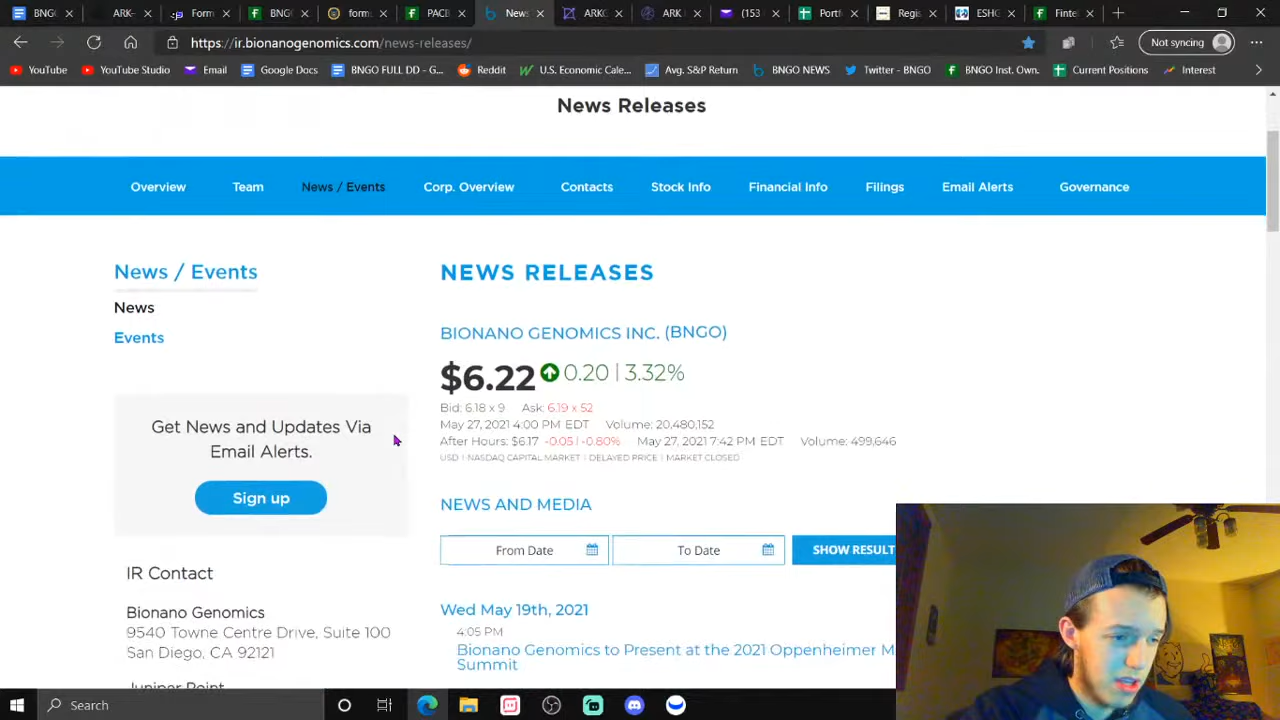 BNG
ARK-
Form
BNG
form
PACB
News
ARKG
ARK
(153
Portf
Regis
ESHG
Finte
https://ir.bionanogenomics.com/news-releases/
Not syncing
YouTube
YouTube Studio
Email
Google Docs
BNGO FULL DD - G...
Reddit
U.S. Economic Cale...
Avg. S&P Return
BNGO NEWS
Twitter - BNGO
BNGO Inst. Own.
Current Positions
Interest
News Releases
Overview
Team
News / Events
Corp. Overview
Contacts
Stock Info
Financial Info
Filings
Email Alerts
Governance
News / Events
News
Events
Get News and Updates Via
Email Alerts.
Sign up
IR Contact
Bionano Genomics
9540 Towne Centre Drive, Suite 100
San Diego, CA 92121
Juniper Point
NEWS RELEASES
BIONANO GENOMICS INC. (BNGO)
$6.22 0.20 | 3.32%
Bid: 6.18 x 9 Ask: 6.19 x 52
May 27, 2021 4:00 PM EDT Volume: 20,480,152
After Hours: $6.17 -0.05 | -0.80% May 27, 2021 7:42 PM EDT Volume: 499,646
USD | NASDAQ CAPITAL MARKET | DELAYED PRICE | MARKET CLOSED
NEWS AND MEDIA
From Date
To Date
SHOW RESULT
Wed May 19th, 2021
4:05 PM
Bionano Genomics to Present at the 2021 Oppenheimer M
Summit
Search